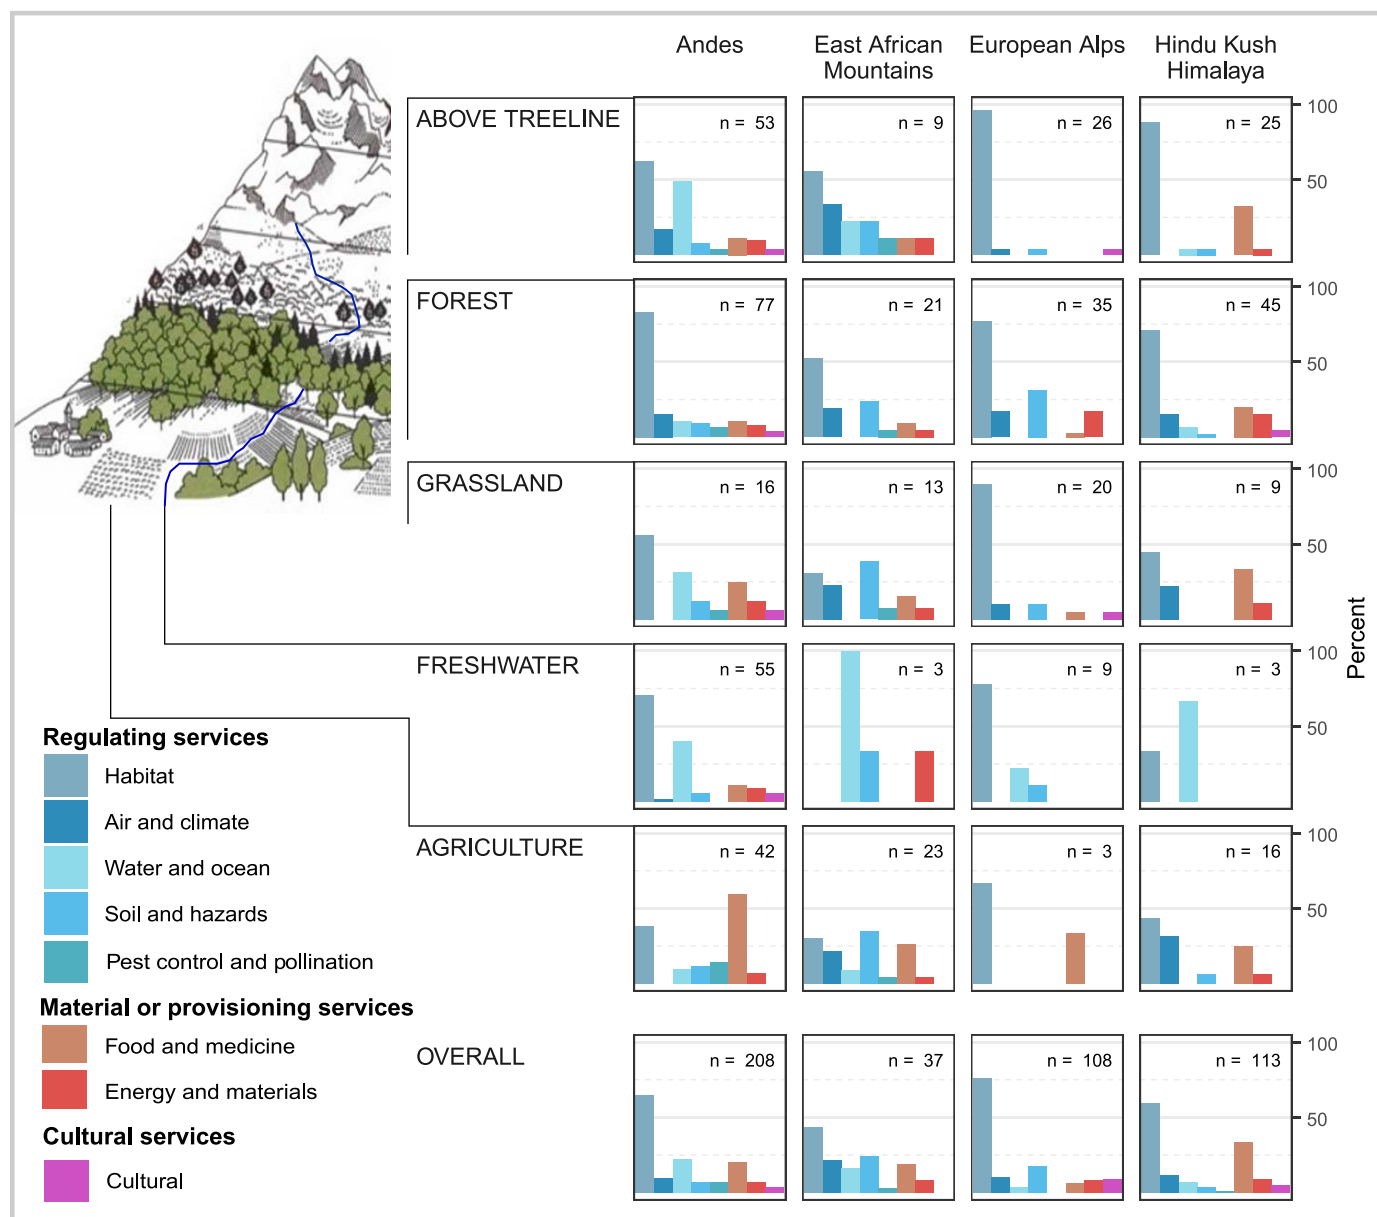 Andes
East African
Mountains
European Alps
Hindu Kush
Himalaya
ABOVE TREELINE
n = 53
n = 9
n = 26
n = 25
100
50
FOREST
n = 77
n = 21
n = 35
n = 45
100
50
GRASSLAND
n = 16
n = 13
n = 20
n = 9
100
50
FRESHWATER
n = 55
n = 3
n = 9
n = 3
100
50
AGRICULTURE
n = 42
n = 23
n = 3
n = 16
100
50
OVERALL
n = 208
n = 37
n = 108
n = 113
100
50
Percent
Regulating services
Habitat
Air and climate
Water and ocean
Soil and hazards
Pest control and pollination
Material or provisioning services
Food and medicine
Energy and materials
Cultural services
Cultural